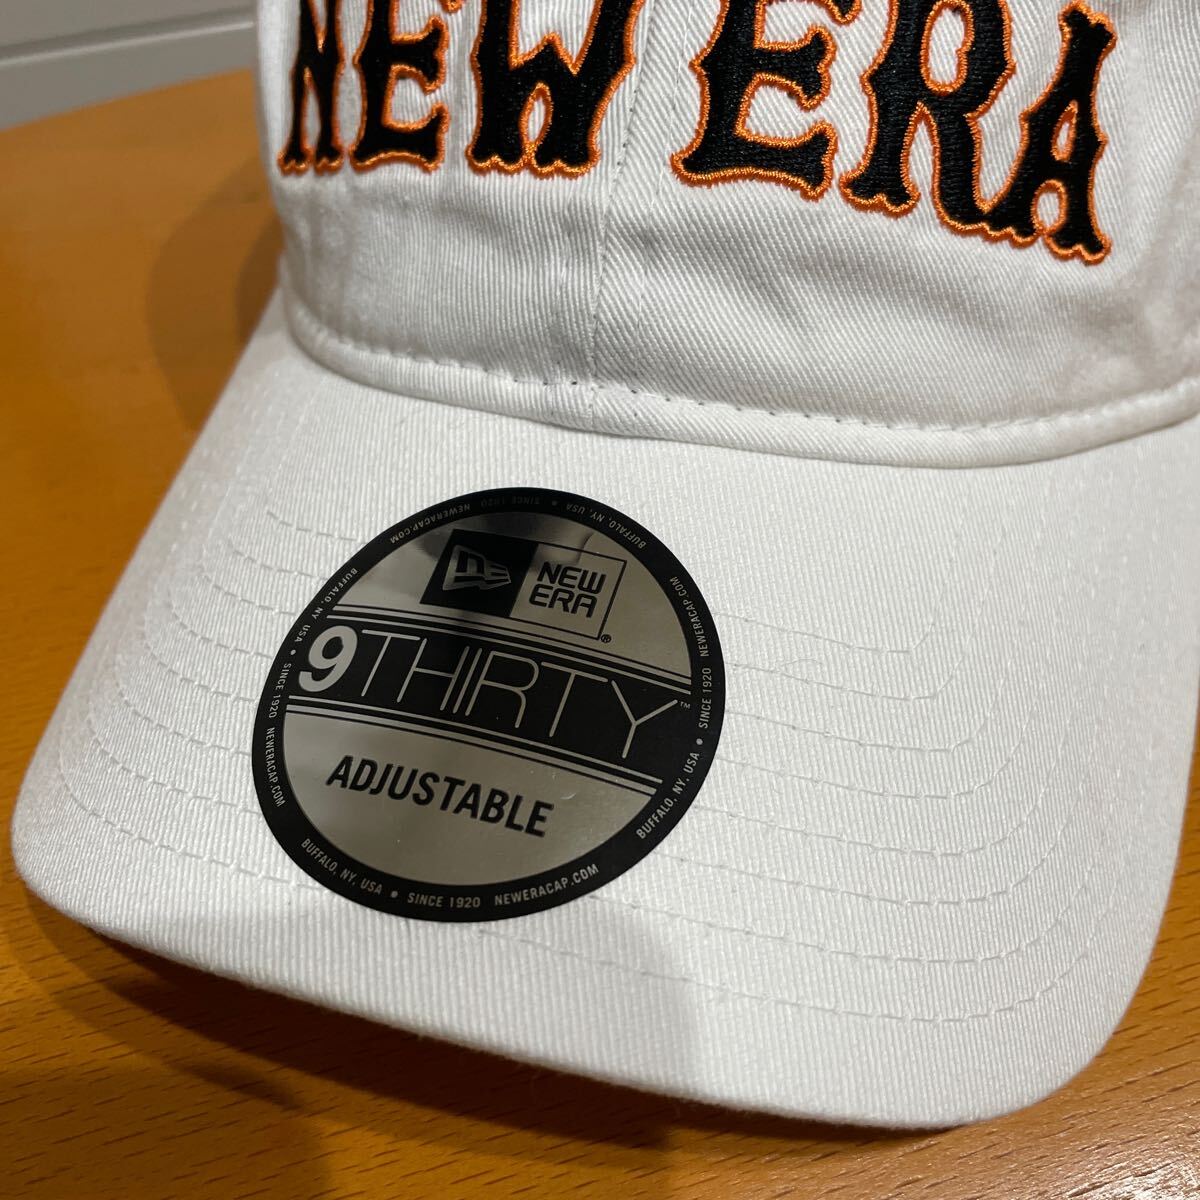 NEW ERA
NEW
ERA
®
9THIRTY™
ADJUSTABLE
BUFFALO, NY, USA • SINCE 1920 NEWERACAP.COM
BUFFALO, NY, USA • SINCE 1920 NEWERACAP.COM
BUFFALO, NY, USA • SINCE 1920 NEWERACAP.COM
BUFFALO, NY, USA • SINCE 1920 NEWERACAP.COM